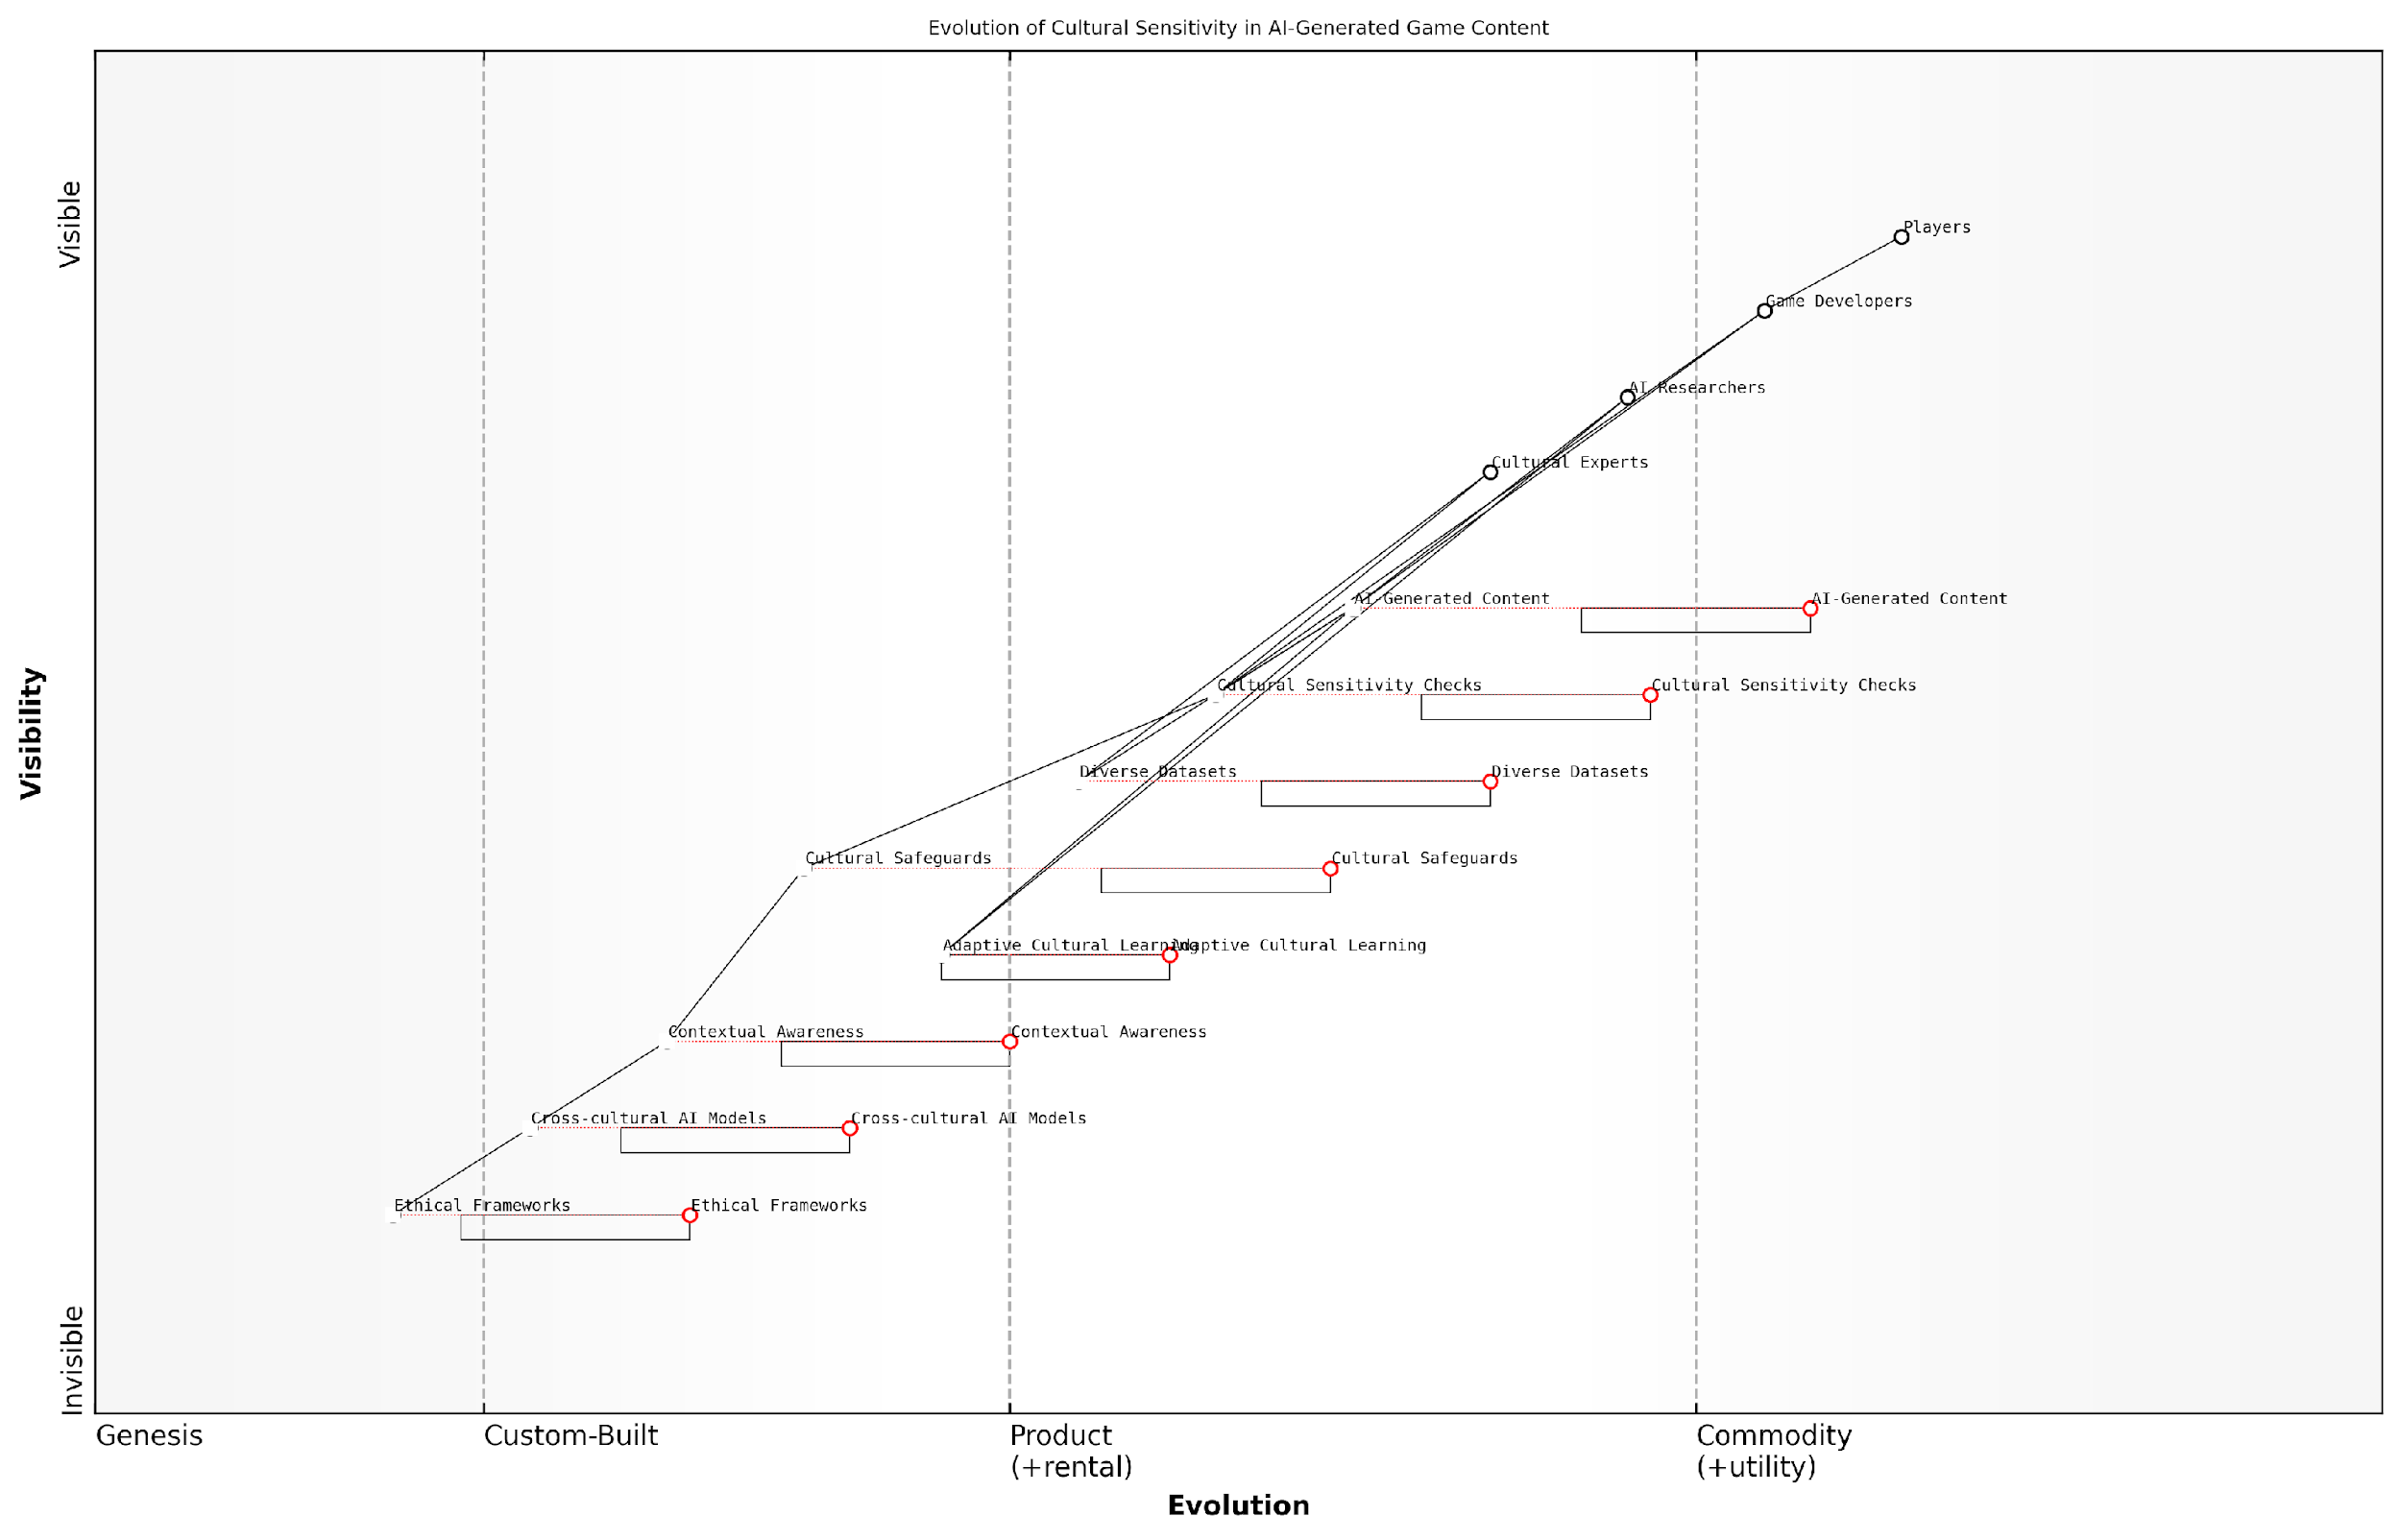 Evolution of Cultural Sensitivity in AI-Generated Game Content
Visible
Players
Game Developers
AI Researchers
Cultural Experts
AI-Generated Content
AI-Generated Content
Cultural Sensitivity Checks
Cultural Sensitivity Checks
Visibility
Diverse Datasets
Diverse Datasets
Cultural Safeguards
Cultural Safeguards
Adaptive Cultural Learning
Adaptive Cultural Learning
Contextual Awareness
Contextual Awareness
Cross-cultural AI Models
Cross-cultural AI Models
Ethical Frameworks
Ethical Frameworks
Invisible
Genesis
Custom-Built
Product
(+rental)
Commodity
(+utility)
Evolution